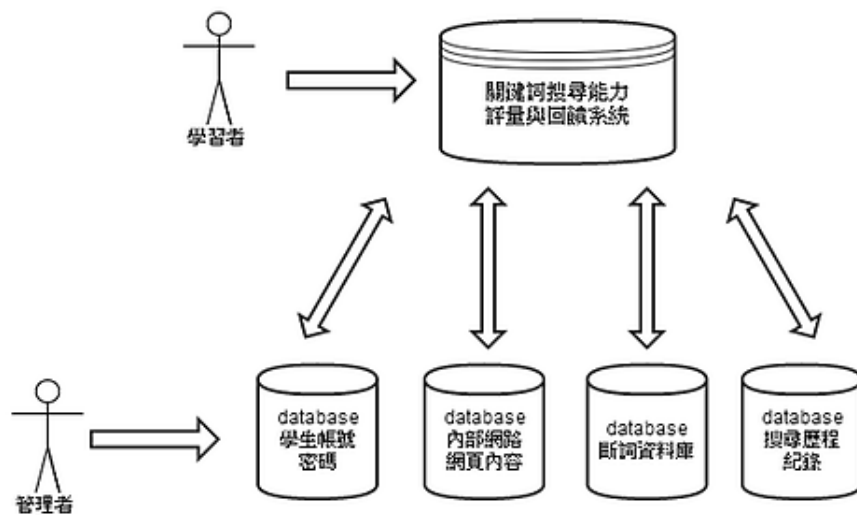 關鍵詞搜尋能力
評量與回饋系統
學習者
database
學生帳號
密碼
database
內部網路
網頁內容
database
斷詞資料庫
database
搜尋歷程
紀錄
管理者